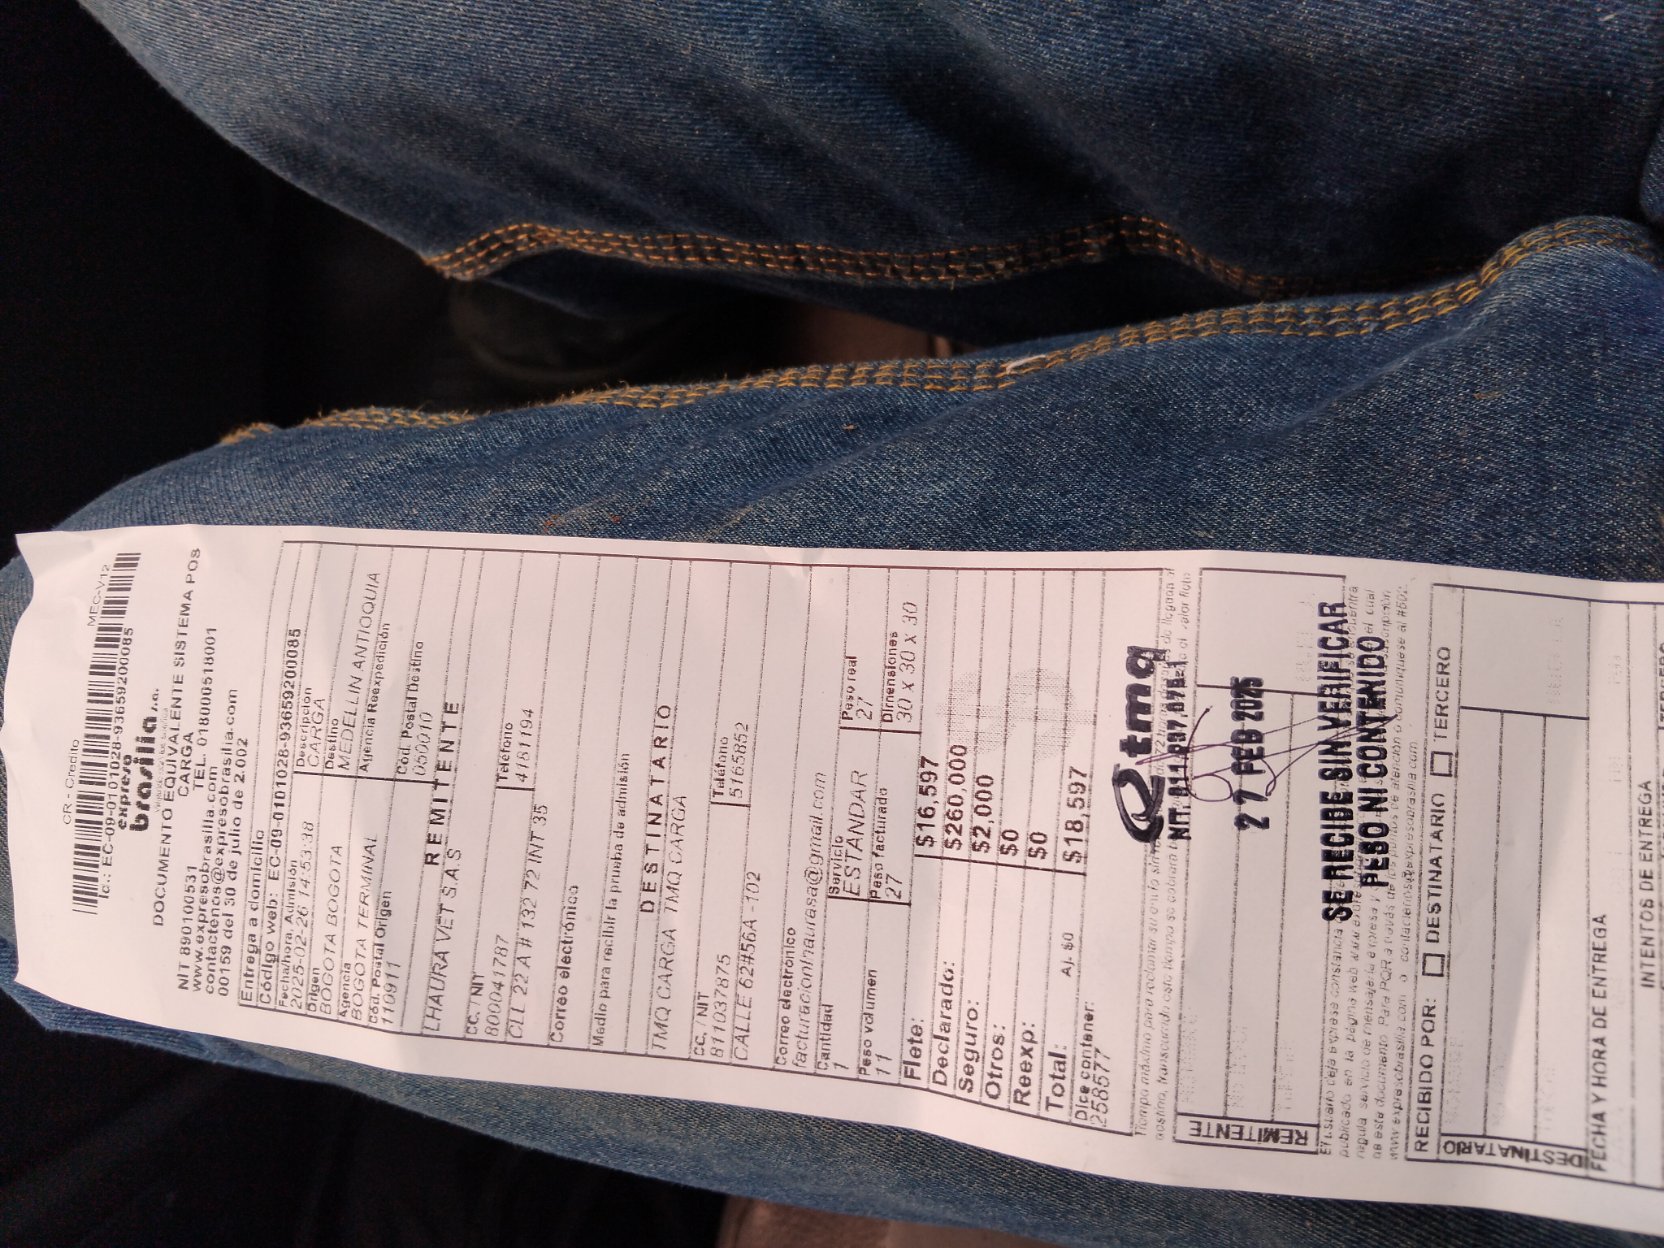 CR - Credito
MEC-V12
Id.: EC-09-0101028-93659200085
expreso
brasilia s.a.
DOCUMENTO EQUIVALENTE SISTEMA POS
CARGA
NIT 890100531 TEL. 018000518001
www.expresobrasilia.com
contactenos@expresobrasilia.com
00159 del 30 de julio de 2.002
Entrega a domicilio
Código web: EC-09-0101028-93659200085
Fecha/hora Admisión Descripción
2025-02-26 14:53:38 CARGA
Origen Destino
BOGOTA BOGOTA MEDELLIN ANTIOQUIA
Agencia Agencia Reexpedición
BOGOTA TERMINAL
Cód. Postal Origen Cód. Postal Destino
110911 050010
REMITENTE
LHAURA VET S.A.S
CC. / NIT Teléfono
800041787 4181194
CLL 22 A # 132 72 INT 35
Correo electrónico
Medio para recibir la prueba de admisión
DESTINATARIO
TMQ CARGA TMQ CARGA
CC. / NIT Teléfono
811037875 5165852
CALLE 62#56A -102
Correo electrónico
facturacionlhaurasa@gmail.com
Cantidad Servicio Peso real
1 ESTANDAR 27
Peso volumen Peso facturado Dimensiones
11 27 30 x 30 x 30
Flete: $16,597
Declarado: $260,000
Seguro: $2,000
Otros: $0
Reexp: $0
Total: Aj. $0 $18,597
Dice contener:
258577
tmq
NIT.
27 FEB 2025
REMITENTE
SE RECIBE SIN VERIFICAR
PESO NI CONTENIDO
RECIBIDO POR: DESTINATARIO TERCERO
DESTINATARIO
FECHA Y HORA DE ENTREGA
INTENTOS DE ENTREGA